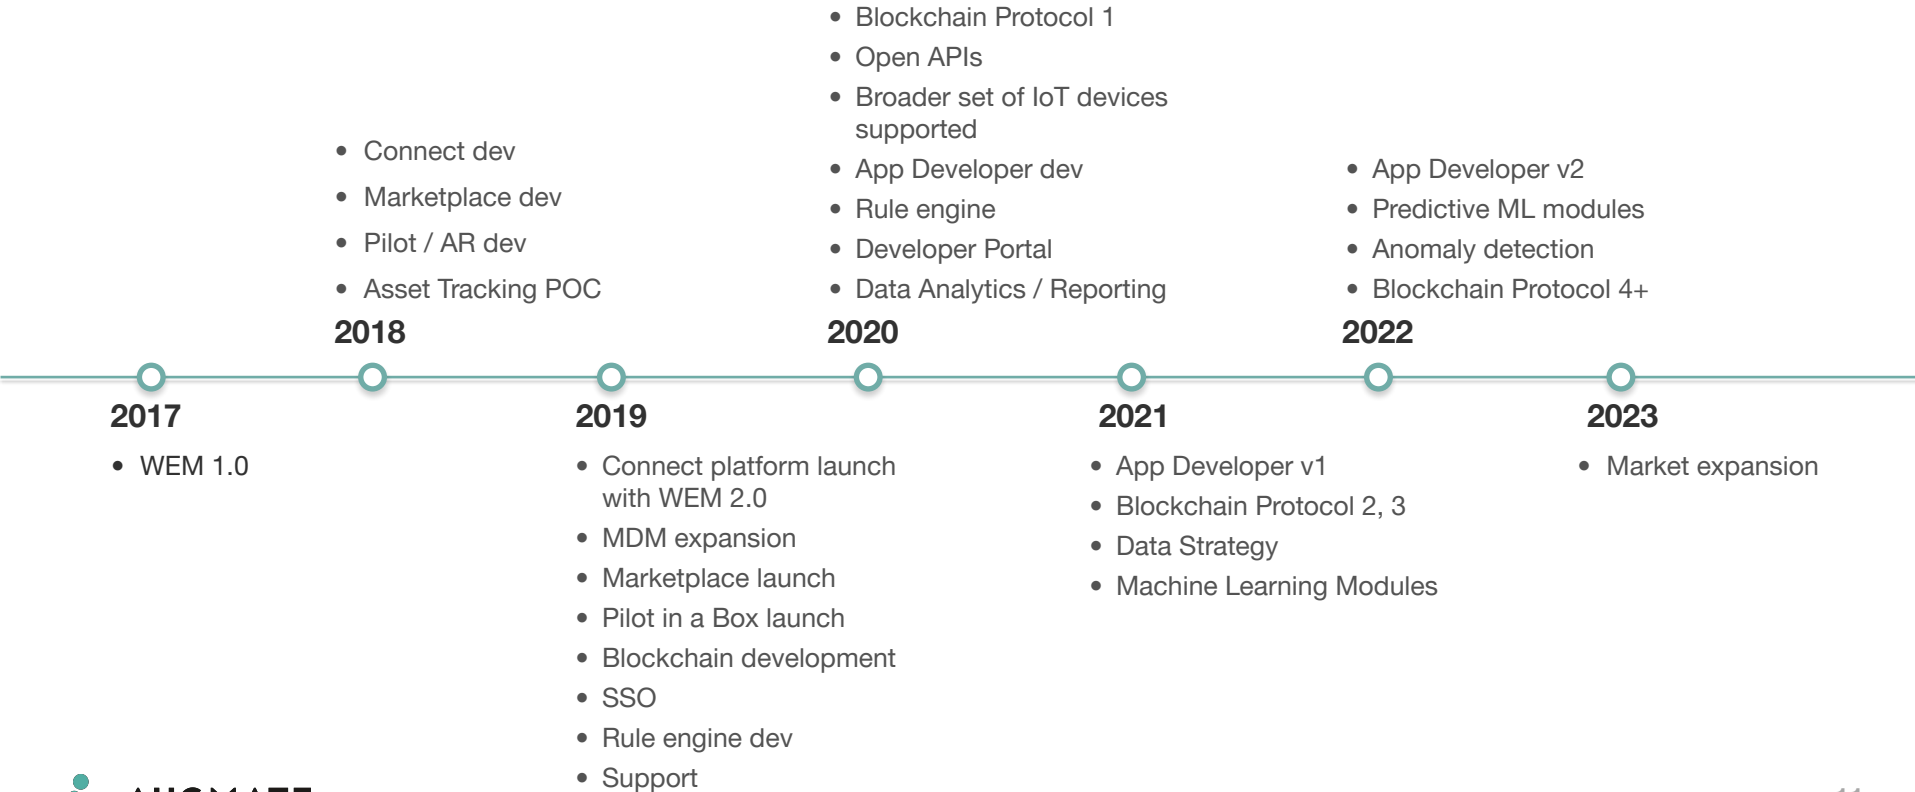 • Blockchain Protocol 1
• Open APIs
• Broader set of IoT devices
supported
• App Developer dev
• Rule engine
• Developer Portal
• Data Analytics / Reporting
2020
• Connect dev
• Marketplace dev
• Pilot / AR dev
• Asset Tracking POC
2018
• App Developer v2
• Predictive ML modules
• Anomaly detection
• Blockchain Protocol 4+
2022
2017
• WEM 1.0
2019
• Connect platform launch
with WEM 2.0
• MDM expansion
• Marketplace launch
• Pilot in a Box launch
• Blockchain development
• SSO
• Rule engine dev
• Support
2021
• App Developer v1
• Blockchain Protocol 2, 3
• Data Strategy
• Machine Learning Modules
2023
• Market expansion
AUGMATE
11